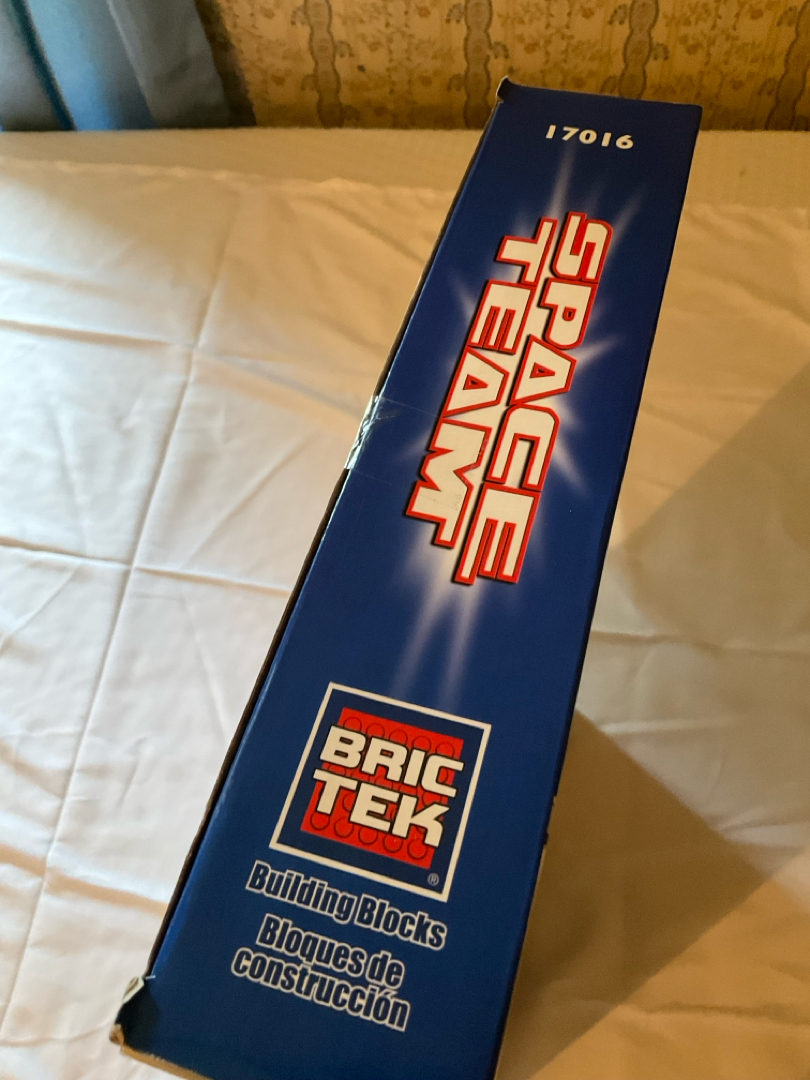 17016
SPACE
TEAM
BRIC
TEK
®
Building Blocks
Bloques de
construcción